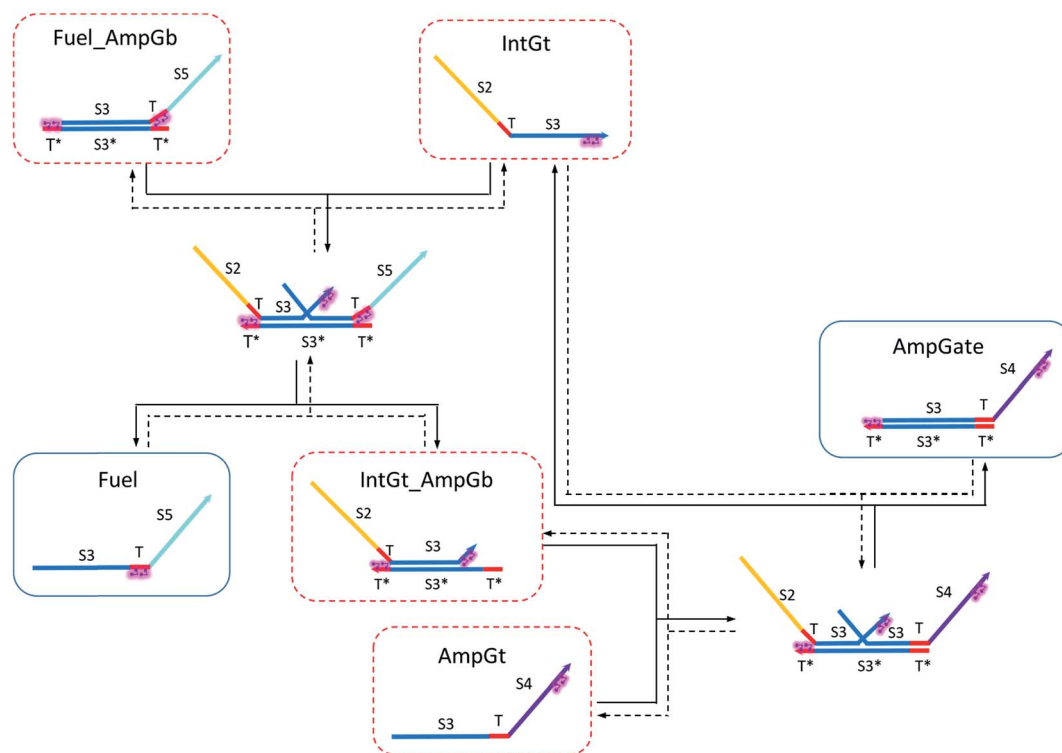 Fuel_AmpGb
S5
S3
T
T*
S3*
T*
IntGt
S2
T
S3
S2
T
S3
T
S5
T*
S3*
T*
AmpGate
S4
S3
T
T*
S3*
T*
Fuel
S5
S3
T
IntGt_AmpGb
S2
T
S3
T*
S3*
T*
AmpGt
S4
S3
T
S2
T
S3
S3
T
S4
T*
S3*
T*